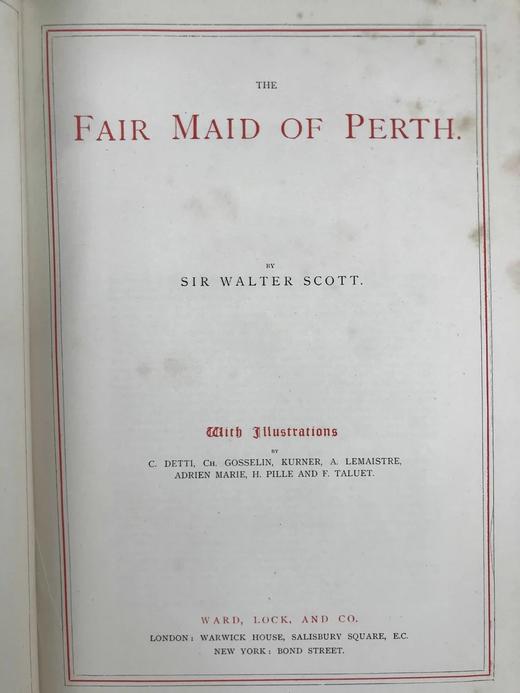 THE
FAIR MAID OF PERTH.
BY
SIR WALTER SCOTT.
With Illustrations
BY
C. DETTI, CH. GOSSELIN, KURNER, A. LEMAISTRE,
ADRIEN MARIE, H. PILLE AND F. TALUET.
WARD, LOCK, AND CO.
LONDON: WARWICK HOUSE, SALISBURY SQUARE, E.C.
NEW YORK: BOND STREET.